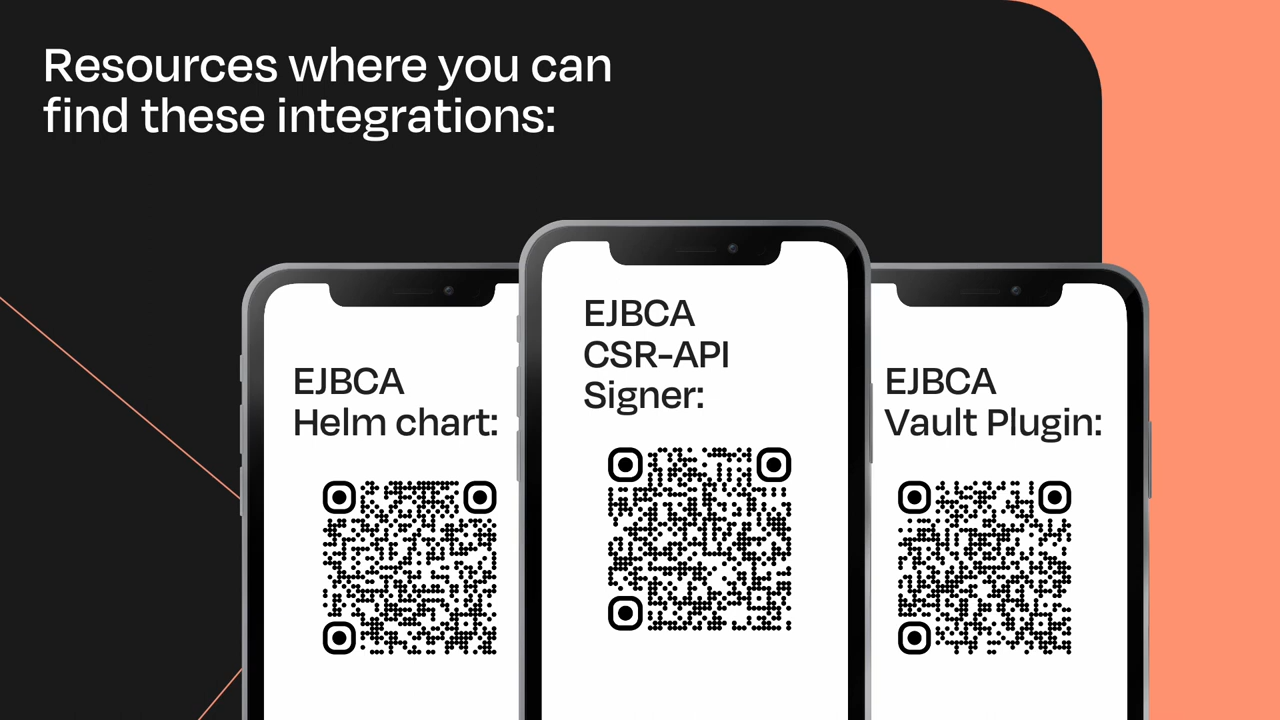 Resources where you can
find these integrations:
EJBCA
Helm chart:
EJBCA
CSR-API
Signer:
EJBCA
Vault Plugin: